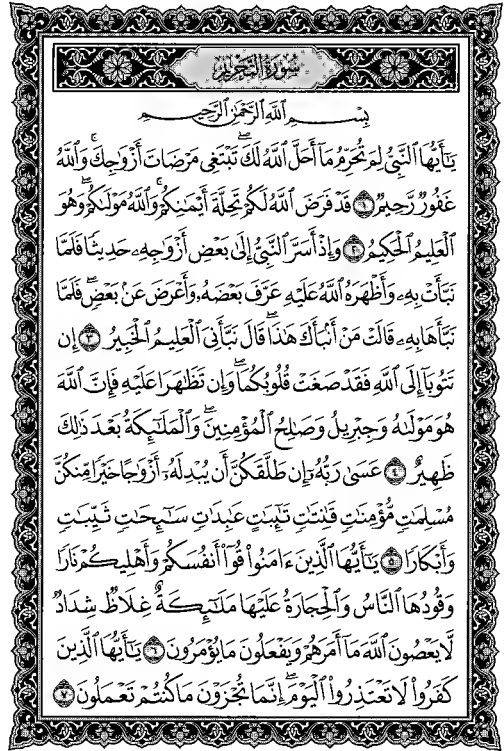 سُورَةُ التَّحْرِيمِ
بِسْمِ اللَّهِ الرَّحْمَٰنِ الرَّحِيمِ
يَٰٓأَيُّهَا ٱلنَّبِىُّ لِمَ تُحَرِّمُ مَآ أَحَلَّ ٱللَّهُ لَكَ ۖ تَبْتَغِى مَرْضَاتَ أَزْوَٰجِكَ ۚ وَٱللَّهُ
غَفُورٌ رَّحِيمٌ ١ قَدْ فَرَضَ ٱللَّهُ لَكُمْ تَحِلَّةَ أَيْمَٰنِكُمْ ۚ وَٱللَّهُ مَوْلَىٰكُمْ ۖ وَهُوَ
ٱلْعَلِيمُ ٱلْحَكِيمُ ٢ وَإِذْ أَسَرَّ ٱلنَّبِىُّ إِلَىٰ بَعْضِ أَزْوَٰجِهِۦ حَدِيثًا فَلَمَّا
نَبَّأَتْ بِهِۦ وَأَظْهَرَهُ ٱللَّهُ عَلَيْهِ عَرَّفَ بَعْضَهُۥ وَأَعْرَضَ عَنۢ بَعْضٍ ۖ فَلَمَّا
نَبَّأَهَا بِهِۦ قَالَتْ مَنْ أَنۢبَأَكَ هَٰذَا ۖ قَالَ نَبَّأَنِىَ ٱلْعَلِيمُ ٱلْخَبِيرُ ٣ إِن
تَتُوبَآ إِلَى ٱللَّهِ فَقَدْ صَغَتْ قُلُوبُكُمَا ۖ وَإِن تَظَٰهَرَا عَلَيْهِ فَإِنَّ ٱللَّهَ
هُوَ مَوْلَىٰهُ وَجِبْرِيلُ وَصَٰلِحُ ٱلْمُؤْمِنِينَ ۖ وَٱلْمَلَٰٓئِكَةُ بَعْدَ ذَٰلِكَ
ظَهِيرٌ ٤ عَسَىٰ رَبُّهُۥٓ إِن طَلَّقَكُنَّ أَن يُبْدِلَهُۥٓ أَزْوَٰجًا خَيْرًا مِّنكُنَّ
مُسْلِمَٰتٍ مُّؤْمِنَٰتٍ قَٰنِتَٰتٍ تَٰٓئِبَٰتٍ عَٰبِدَٰتٍ سَٰٓئِحَٰتٍ ثَيِّبَٰتٍ
وَأَبْكَارًا ٥ يَٰٓأَيُّهَا ٱلَّذِينَ ءَامَنُوا۟ قُوٓا۟ أَنفُسَكُمْ وَأَهْلِيكُمْ نَارًا
وَقُودُهَا ٱلنَّاسُ وَٱلْحِجَارَةُ عَلَيْهَا مَلَٰٓئِكَةٌ غِلَاظٌ شِدَادٌ
لَّا يَعْصُونَ ٱللَّهَ مَآ أَمَرَهُمْ وَيَفْعَلُونَ مَا يُؤْمَرُونَ ٦ يَٰٓأَيُّهَا ٱلَّذِينَ
كَفَرُوا۟ لَا تَعْتَذِرُوا۟ ٱلْيَوْمَ ۖ إِنَّمَا تُجْزَوْنَ مَا كُنتُمْ تَعْمَلُونَ ٧